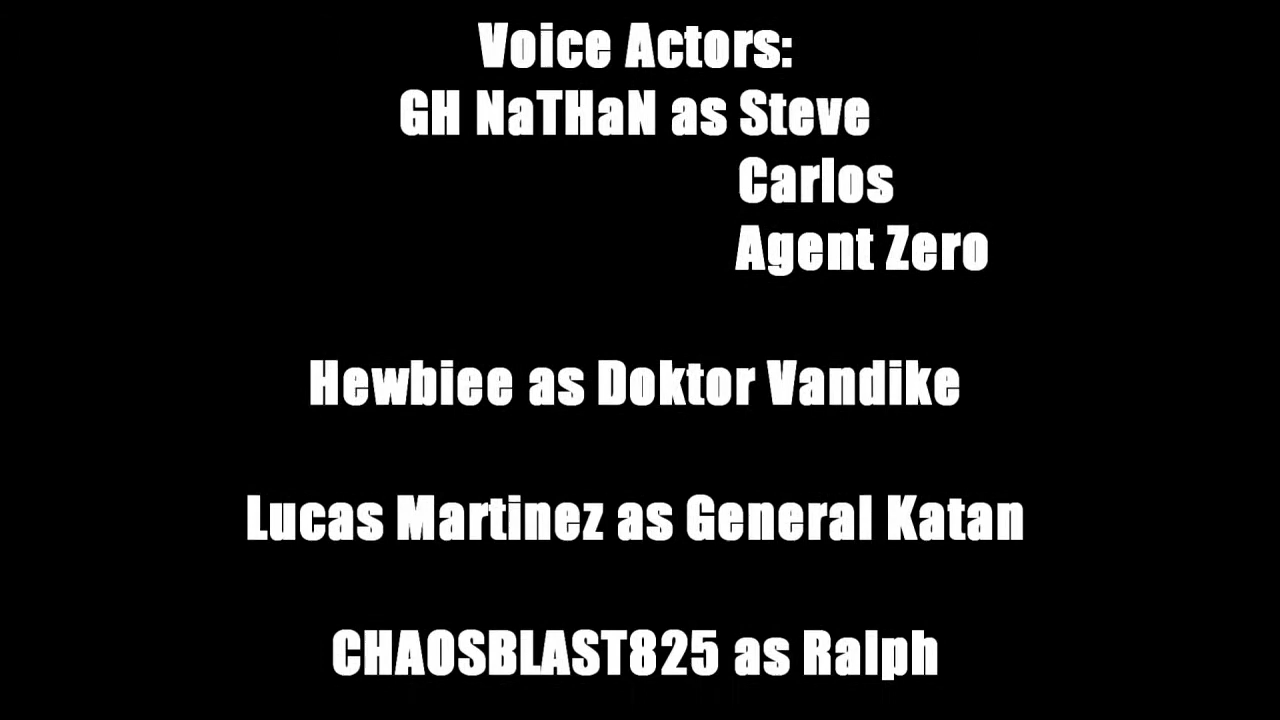 Voice Actors:
GH NaTHaN as Steve
Carlos
Agent Zero
Hewbiee as Doktor Vandike
Lucas Martinez as General Katan
CHAOSBLAST825 as Ralph